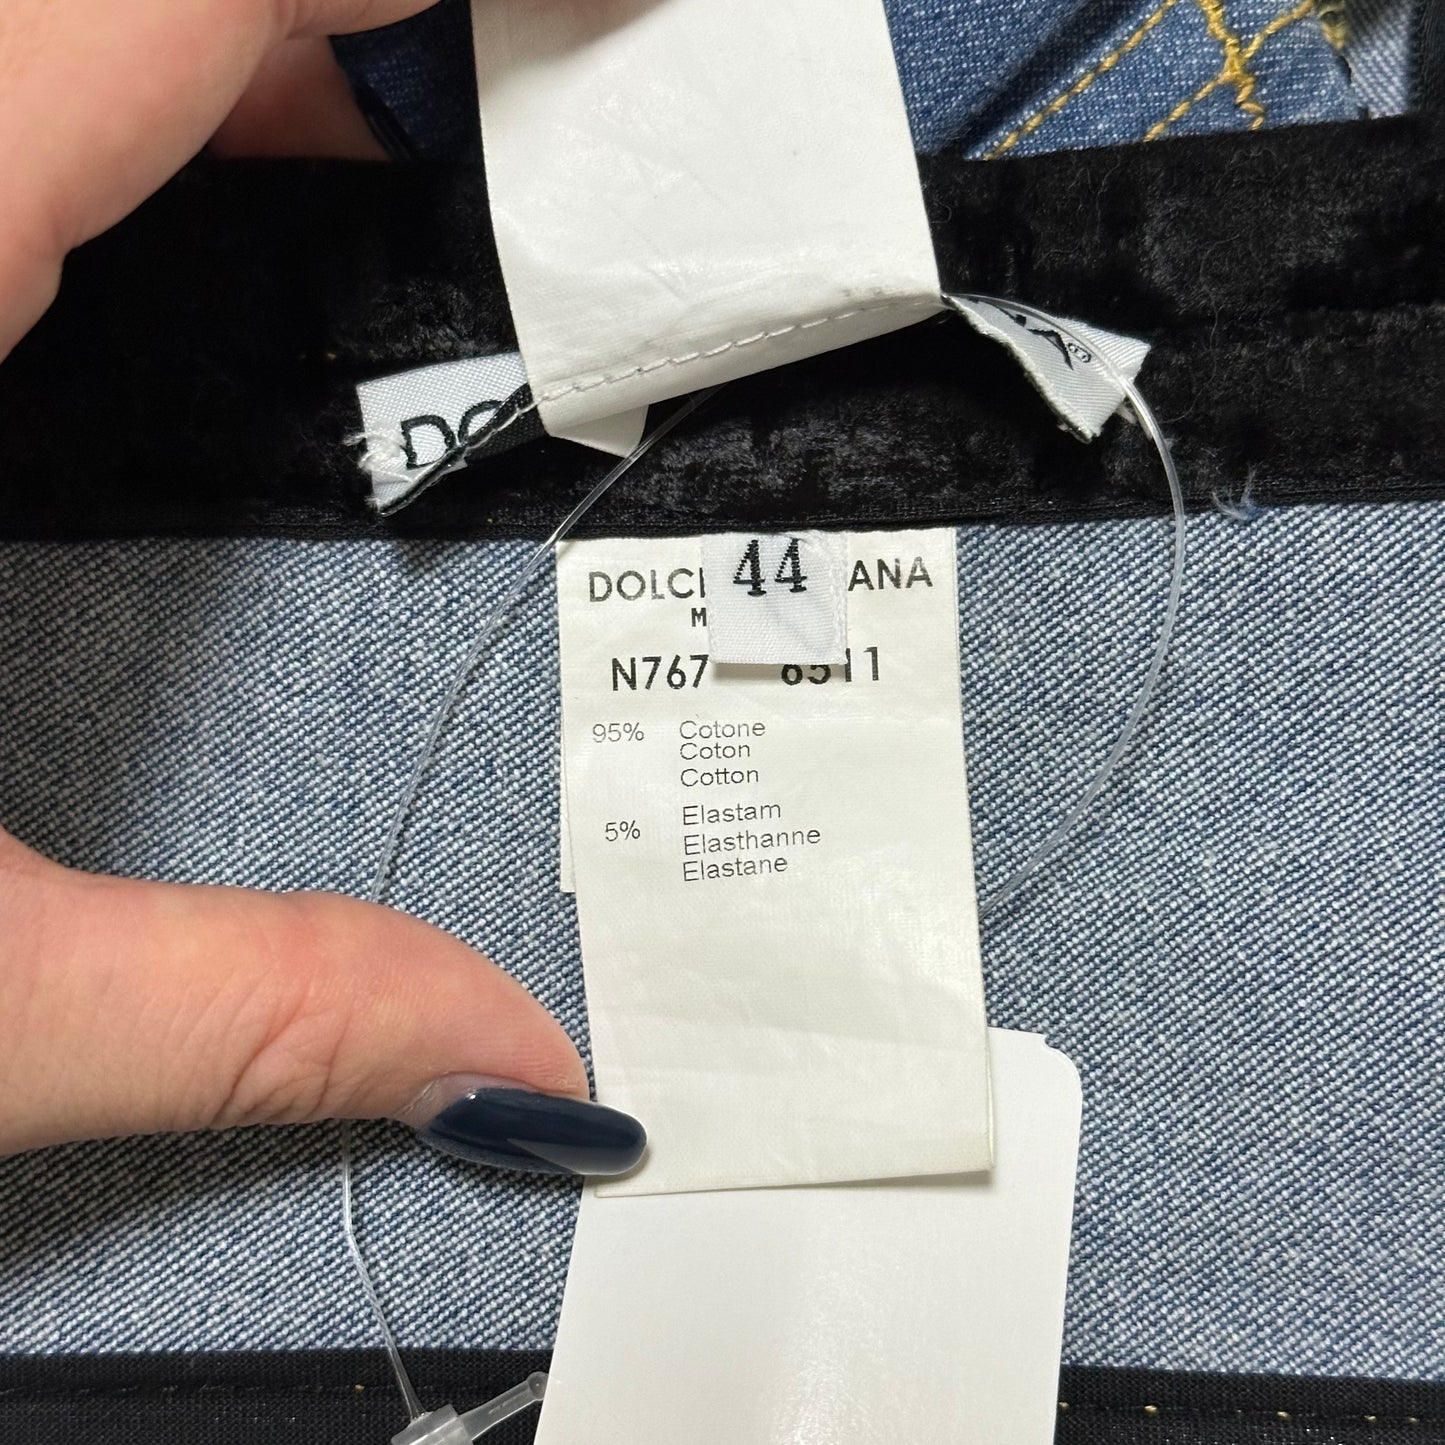 DO
A®
44
DOLC ANA
M
N767 6511
95% Cotone
Coton
Cotton
5% Elastam
Elasthanne
Elastane